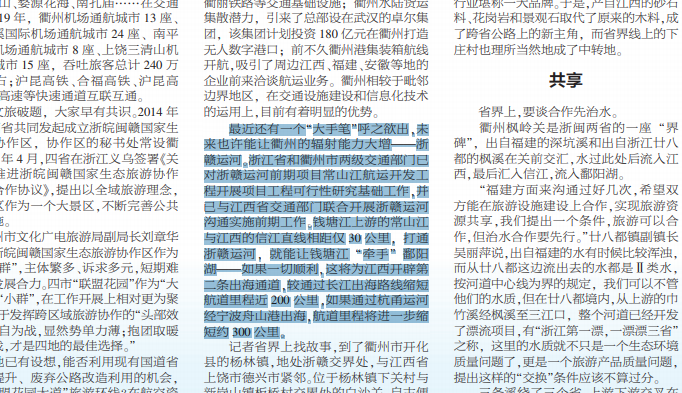 山、婺源花海、南孔庙……在交通
19 年，衢州机场通航城市 13 座、
溪国际机场通航城市 24 座、南平
机场通航城市 8 座、上饶三清山机
城市 15 座，吞吐旅客总计 240 万
右；沪昆高铁、合福高铁、沪昆高
高速等快速通道互联互通。
文旅破题，大家早有共识。2014 年
省共同发起成立浙皖闽赣国家生
协作区，协作区的秘书处常设衢
年 4 月，四省在浙江义乌签署《关
进浙皖闽赣国家生态旅游协作
合作协议》，提出以全域旅游理念，
区作为一个大景区，不断完善公共
施。
州市文化广电旅游局副局长刘章华
浙皖闽赣国家生态旅游协作区作为
群”，主体繁多、诉求多元，短期难
发展合力。四市“联盟花园”作为“大
“小群”，在工作开展上相对更为聚
于发挥跨区域旅游协作的“头部效
自为战，显然势单力薄；抱团取暖
战，才是四地的最佳选择。”
他已有设想，能否利用现有国道省
提升、废弃公路改造利用的机会，
衢丽铁路等交通基础设施；衢州水陆货运
集散潜力，引来了总部设在武汉的卓尔集
团，该集团计划投资 180 亿元在衢州打造
无人数字港口；前不久衢州港集装箱航线
开航，吸引了周边江西、福建、安徽等地的
企业前来洽谈航运业务。衢州相较于毗邻
边界地区，在交通设施建设和信息化技术
的运用上，目前有着明显的优势。
最近还有一个“大手笔”呼之欲出，未
来也许能让衢州的辐射能力大增——浙
赣运河。浙江省和衢州市两级交通部门已
对浙赣运河前期项目常山江航运开发工
程开展项目工程可行性研究基础工作，并
已与江西省交通部门联合开展浙赣运河
沟通实施前期工作。钱塘江上游的常山江
与江西的信江直线相距仅 30 公里，打通
浙赣运河，就能让钱塘江“牵手”鄱阳
湖——如果一切顺利，这将为江西开辟第
二条出海通道，较通过长江出海路线缩短
航道里程近 200 公里，如果通过杭甬运河
经宁波舟山港出海，航道里程将进一步缩
短约 300 公里。
记者省界上找故事，到了衢州市开化
县的杨林镇，地处浙赣交界处，与江西省
上饶市德兴市紧邻。位于杨林镇下关村与
行业堪称一大品牌。于是，产自江西的砂石
料、花岗岩和景观石取代了原来的木料，成
了跨省公路上的新主角，而省界线上的下
庄村也理所当然地成了中转地。
共享
省界上，要谈合作先治水。
衢州枫岭关是浙闽两省的一座“界
碑”，出自福建的深坑溪和出自浙江廿八
都的枫溪在关前交汇，水过此处后流入江
西，最后汇入信江，流入鄱阳湖。
“福建方面来沟通过好几次，希望双
方能在旅游设施建设上合作，实现旅游资
源共享，我们提出一个条件，旅游可以合
作，但治水合作要先行。”廿八都镇副镇长
吴丽萍说，出自福建的水有时候比较浑浊，
而从廿八都这边流出去的水都是Ⅱ类水，
按河道中心线为界的规定，我们可以不管
他们的水质，但在廿八都境内，从上游的巾
竹溪经枫溪至三江口，整个河道已经开发
了漂流项目，有“浙江第一漂，一漂漂三省”
之称，这里的水质就不只是一个生态环境
质量问题了，更是一个旅游产品质量问题，
提出这样的“交换”条件应该不算过分。